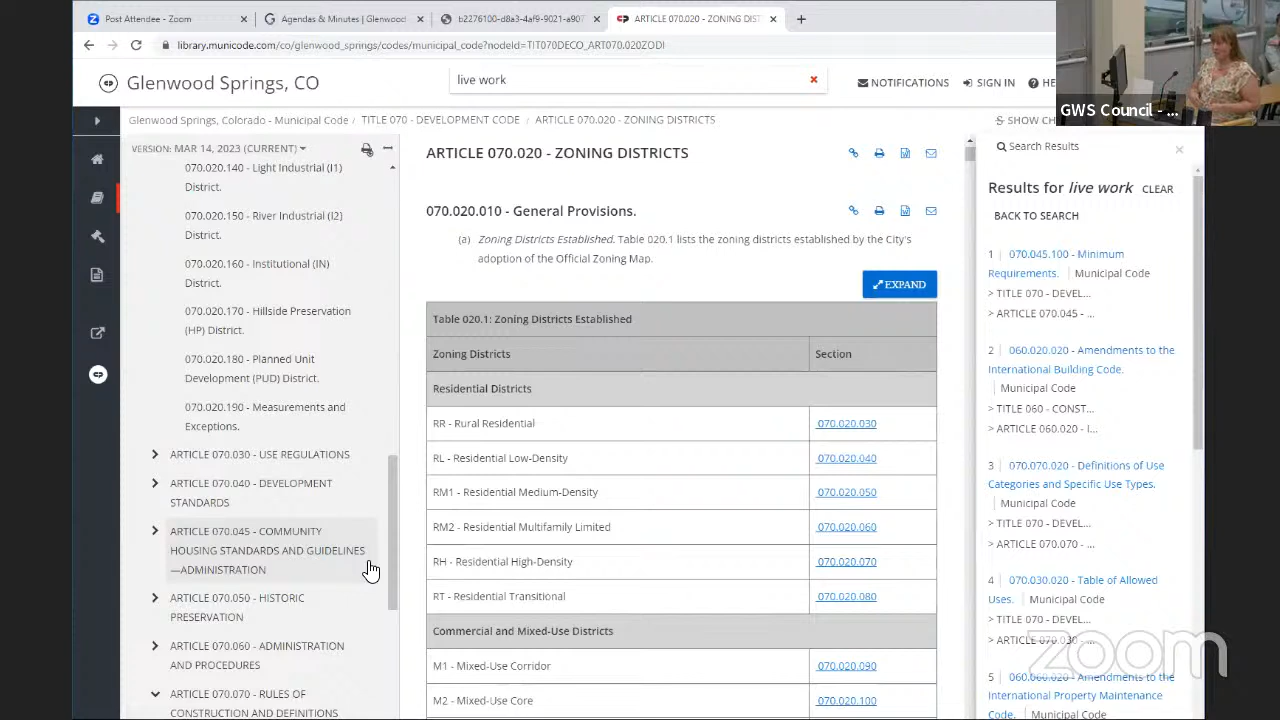 Post Attendee - Zoom
Agendas & Minutes | Glenwood
b2276100-d8a3-4af9-9021-a907
ARTICLE 070.020 - ZONING DIST
library.municode.com/co/glenwood_springs/codes/municipal_code?nodeId=TIT070DECO_ART070.020ZODI
Glenwood Springs, CO
live work
NOTIFICATIONS
SIGN IN
HE
GWS Council - ...
Glenwood Springs, Colorado - Municipal Code / TITLE 070 - DEVELOPMENT CODE / ARTICLE 070.020 - ZONING DISTRICTS
SHOW CH
VERSION: MAR 14, 2023 (CURRENT)
070.020.140 - Light Industrial (I1)
District.
070.020.150 - River Industrial (I2)
District.
070.020.160 - Institutional (IN)
District.
070.020.170 - Hillside Preservation
(HP) District.
070.020.180 - Planned Unit
Development (PUD) District.
070.020.190 - Measurements and
Exceptions.
ARTICLE 070.030 - USE REGULATIONS
ARTICLE 070.040 - DEVELOPMENT
STANDARDS
ARTICLE 070.045 - COMMUNITY
HOUSING STANDARDS AND GUIDELINES
—ADMINISTRATION
ARTICLE 070.050 - HISTORIC
PRESERVATION
ARTICLE 070.060 - ADMINISTRATION
AND PROCEDURES
ARTICLE 070.070 - RULES OF
CONSTRUCTION AND DEFINITIONS
ARTICLE 070.020 - ZONING DISTRICTS
070.020.010 - General Provisions.
(a) Zoning Districts Established. Table 020.1 lists the zoning districts established by the City's
adoption of the Official Zoning Map.
EXPAND
Table 020.1: Zoning Districts Established
Zoning Districts Section
Residential Districts
RR - Rural Residential 070.020.030
RL - Residential Low-Density 070.020.040
RM1 - Residential Medium-Density 070.020.050
RM2 - Residential Multifamily Limited 070.020.060
RH - Residential High-Density 070.020.070
RT - Residential Transitional 070.020.080
Commercial and Mixed-Use Districts
M1 - Mixed-Use Corridor 070.020.090
M2 - Mixed-Use Core 070.020.100
Search Results
Results for live work CLEAR
BACK TO SEARCH
1 | 070.045.100 - Minimum
Requirements. | Municipal Code
> TITLE 070 - DEVEL...
> ARTICLE 070.045 - ...
2 | 060.020.020 - Amendments to the
International Building Code.
| Municipal Code
> TITLE 060 - CONST...
> ARTICLE 060.020 - I...
3 | 070.070.020 - Definitions of Use
Categories and Specific Use Types.
| Municipal Code
> TITLE 070 - DEVEL...
> ARTICLE 070.070 - ...
4 | 070.030.020 - Table of Allowed
Uses. | Municipal Code
> TITLE 070 - DEVEL...
> ARTICLE 070.030 - ...
5 | 060.060.020 - Amendments to the
International Property Maintenance
Code. | Municipal Code
zoom